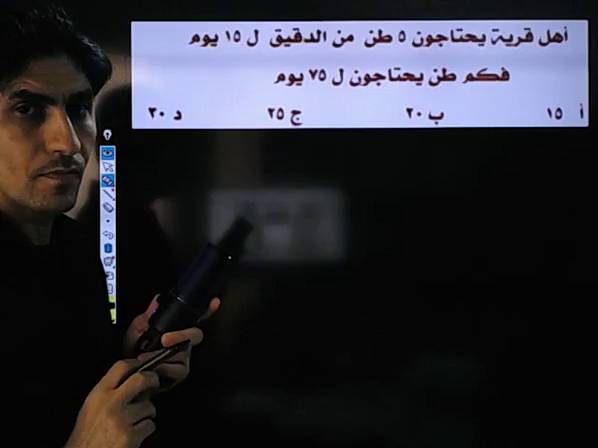 أهل قرية يحتاجون ٥ طن من الدقيق ل ١٥ يوم
فكم طن يحتاجون ل ٧٥ يوم
أ ١٥ ب ٢٠ ج ٢٥ د ٣٠